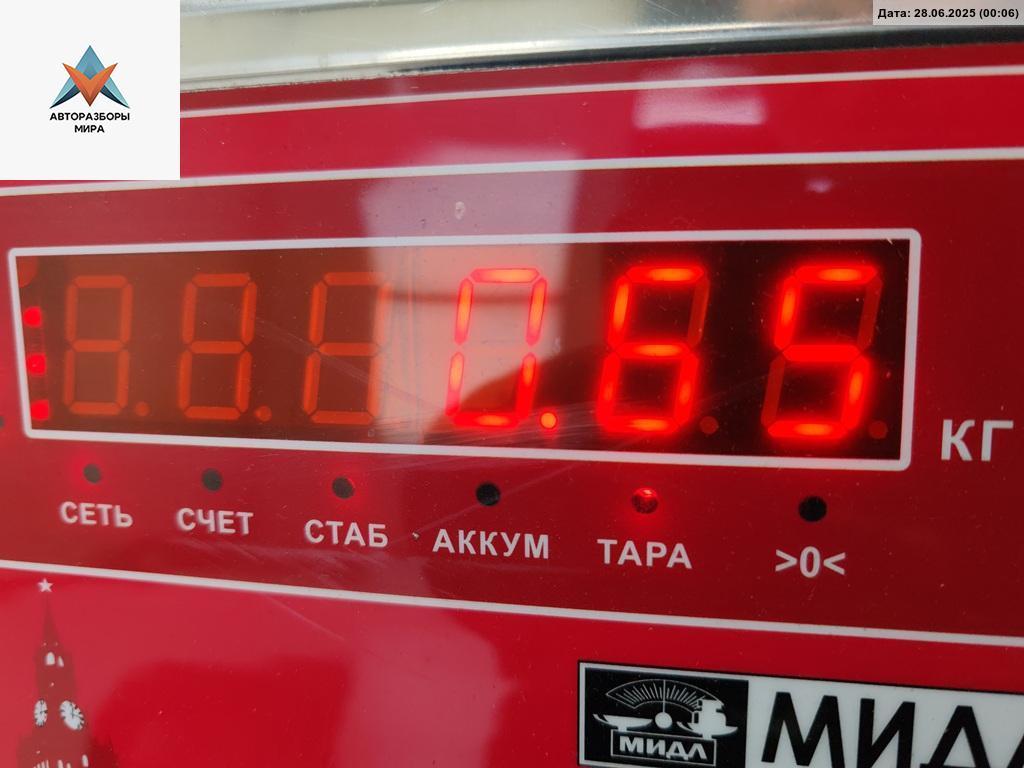 Дата: 28.06.2025 (00:06)
АВТОРАЗБОРЫ
МИРА
0.65 КГ
СЕТЬ СЧЕТ СТАБ АККУМ ТАРА >0<
МИДЛ МИДЛ